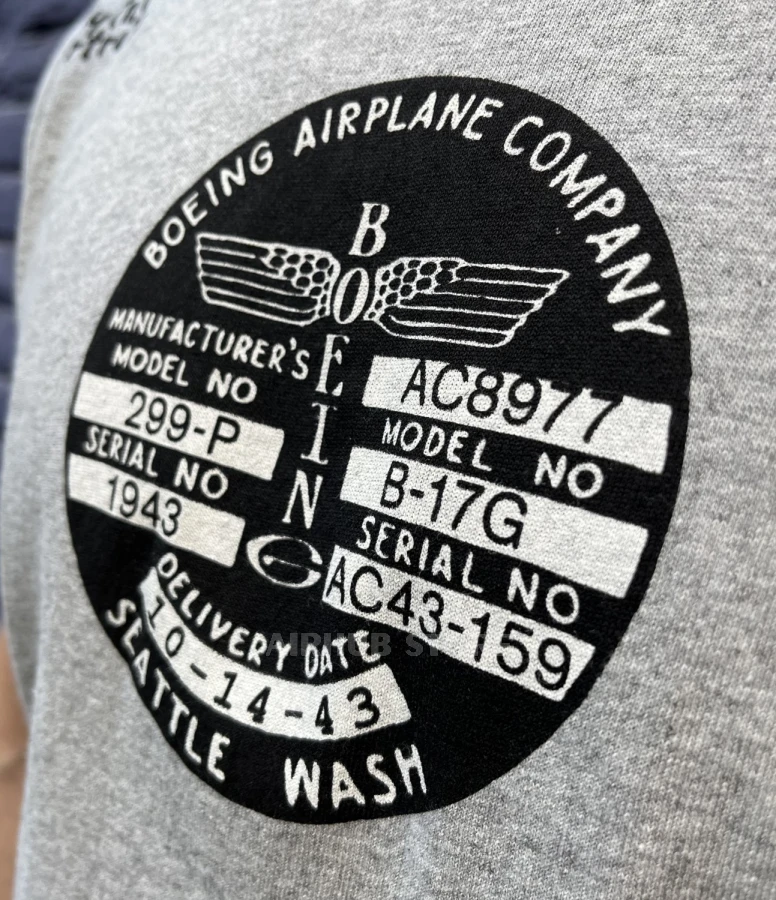 BOEING AIRPLANE COMPANY
BOEING
MANUFACTURER'S
MODEL NO
299-P
SERIAL NO
1943
AC8977
MODEL NO
B-17G
SERIAL NO
AC43-159
DELIVERY DATE
10-14-43
SEATTLE WASH